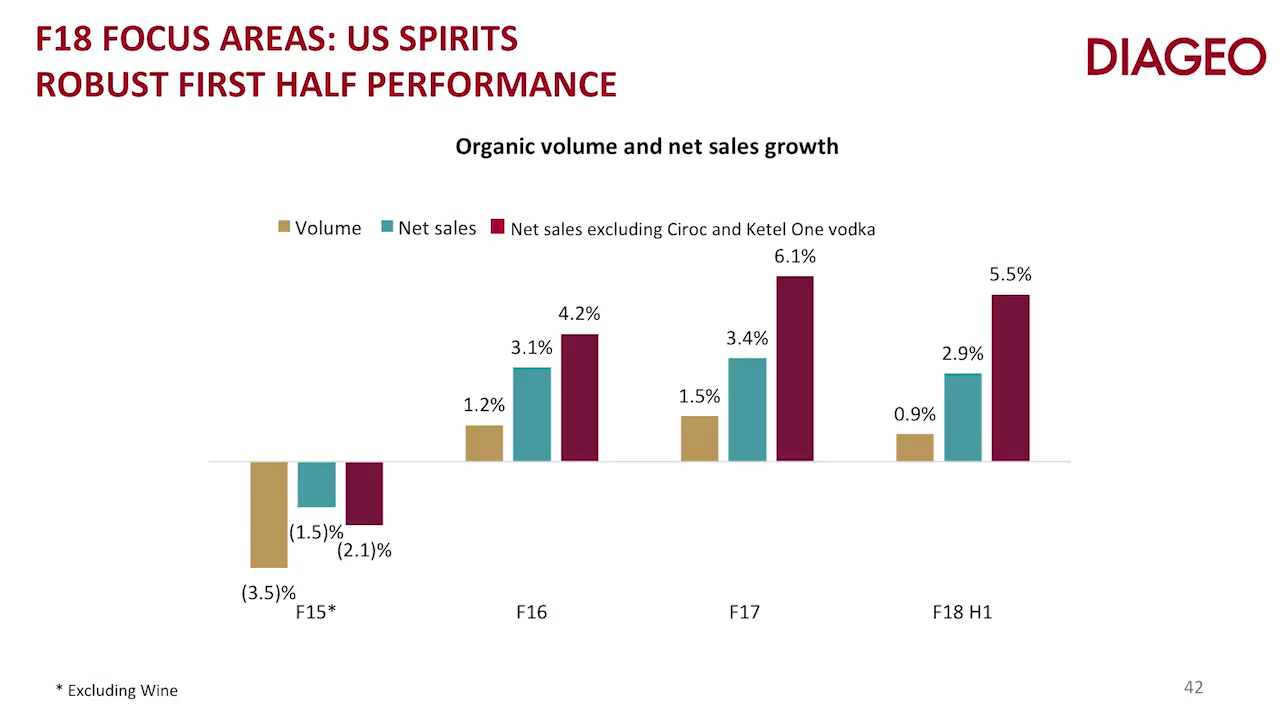 F18 FOCUS AREAS: US SPIRITS
ROBUST FIRST HALF PERFORMANCE
DIAGEO
Organic volume and net sales growth
Volume Net sales Net sales excluding Ciroc and Ketel One vodka
(3.5)% (1.5)% (2.1)%
1.2% 3.1% 4.2%
1.5% 3.4% 6.1%
0.9% 2.9% 5.5%
F15* F16 F17 F18 H1
* Excluding Wine
42